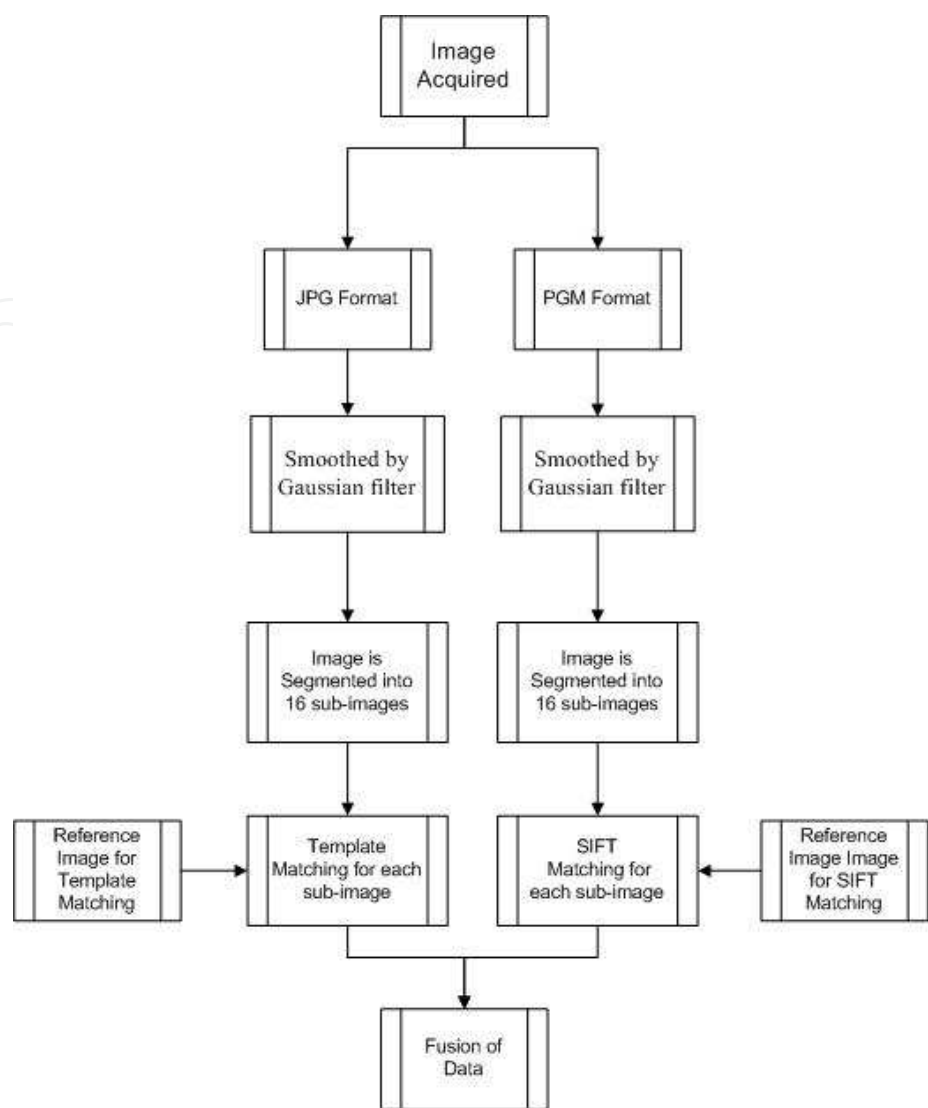 Image
Acquired
JPG Format
PGM Format
Smoothed by
Gaussian filter
Smoothed by
Gaussian filter
Image is
Segmented into
16 sub-images
Image is
Segmented into
16 sub-images
Reference
Image for
Template
Matching
Template
Matching for each
sub-image
SIFT
Matching for
each sub-image
Reference
Image Image
for SIFT
Matching
Fusion of
Data